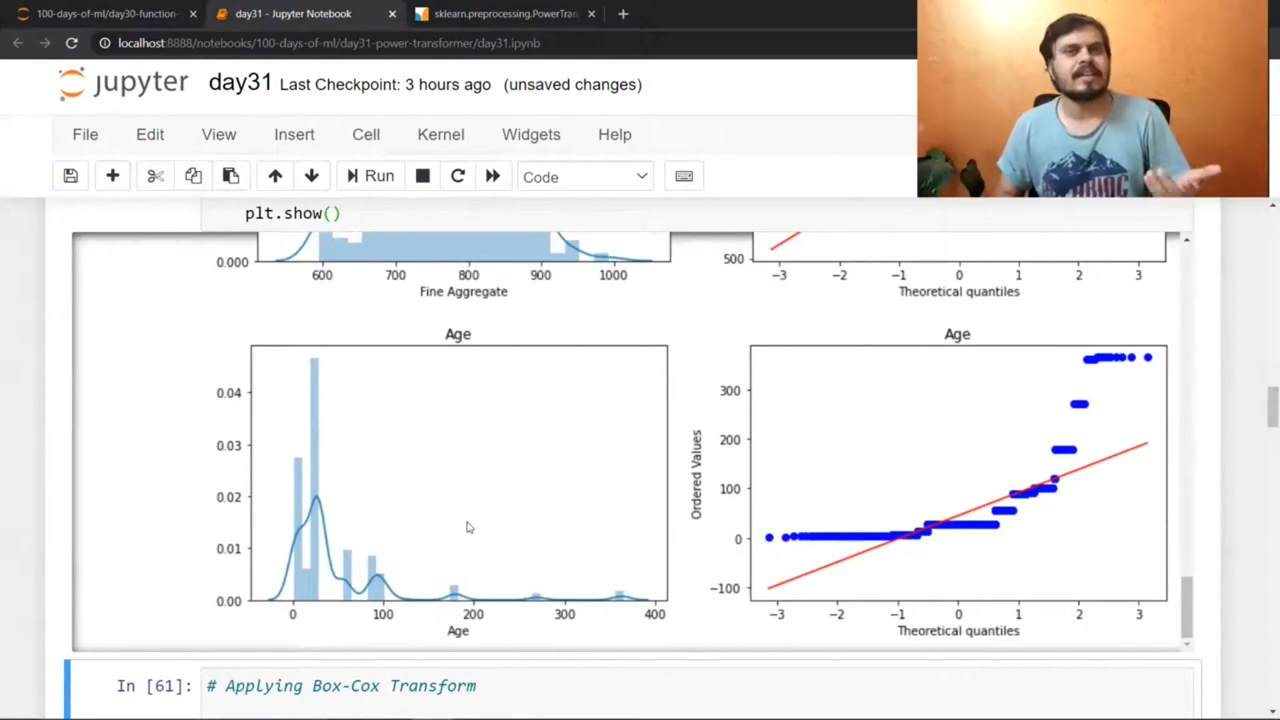 100-days-of-ml/day30-function-
day31 - Jupyter Notebook
sklearn.preprocessing.PowerTran
localhost:8888/notebooks/100-days-of-ml/day31-power-transformer/day31.ipynb
jupyter day31 Last Checkpoint: 3 hours ago (unsaved changes)
File Edit View Insert Cell Kernel Widgets Help
Run Code
plt.show()
0.000
600 700 800 900 1000
Fine Aggregate
500
−3 −2 −1 0 1 2 3
Theoretical quantiles
Age
0.04
0.03
0.02
0.01
0.00
0 100 200 300 400
Age
Age
Ordered Values
300
200
100
0
−100
−3 −2 −1 0 1 2 3
Theoretical quantiles
In [61]: # Applying Box-Cox Transform